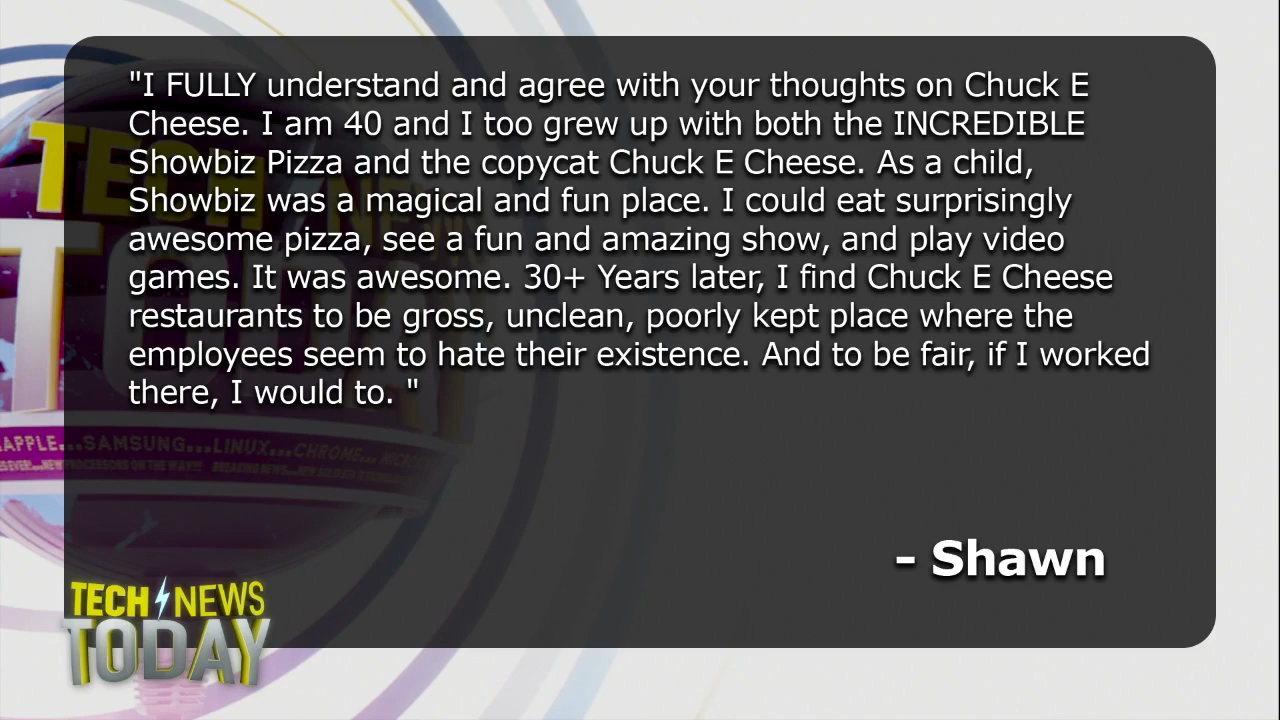 "I FULLY understand and agree with your thoughts on Chuck E
Cheese. I am 40 and I too grew up with both the INCREDIBLE
Showbiz Pizza and the copycat Chuck E Cheese. As a child,
Showbiz was a magical and fun place. I could eat surprisingly
awesome pizza, see a fun and amazing show, and play video
games. It was awesome. 30+ Years later, I find Chuck E Cheese
restaurants to be gross, unclean, poorly kept place where the
employees seem to hate their existence. And to be fair, if I worked
there, I would to. "
APPLE...SAMSUNG...LINUX...CHROME...
- Shawn
TECH NEWS
TODAY